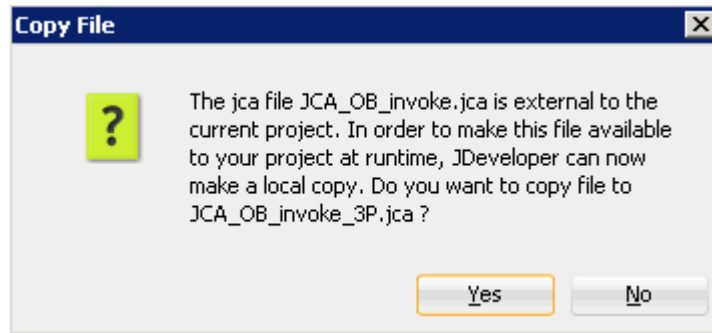 Copy File
The jca file JCA_OB_invoke.jca is external to the
current project. In order to make this file available
to your project at runtime, JDeveloper can now
make a local copy. Do you want to copy file to
JCA_OB_invoke_3P.jca ?
Yes
No